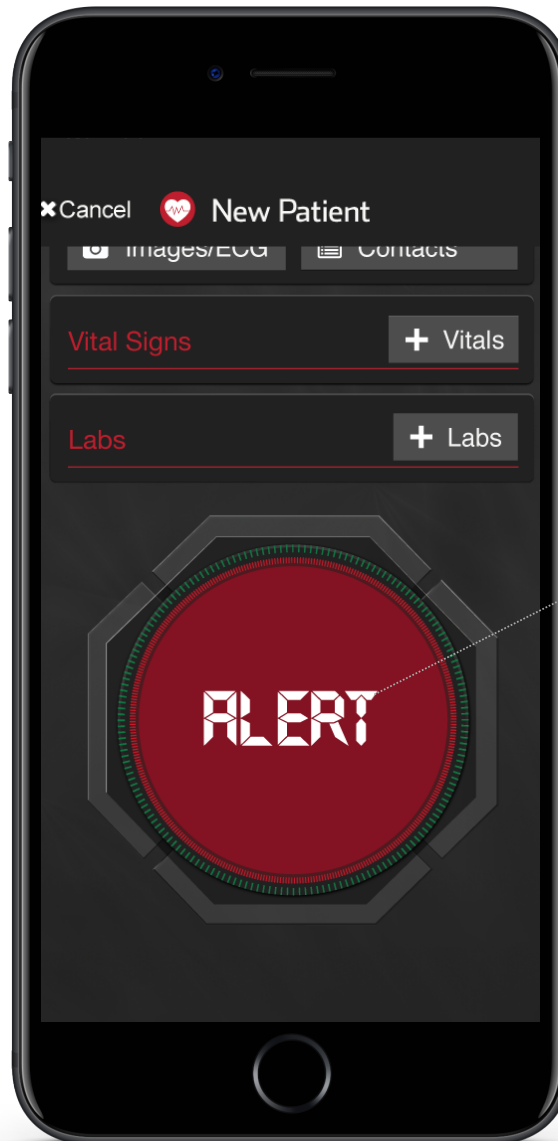 Cancel New Patient
Images/ECG Contacts
Vital Signs + Vitals
Labs + Labs
ALERT